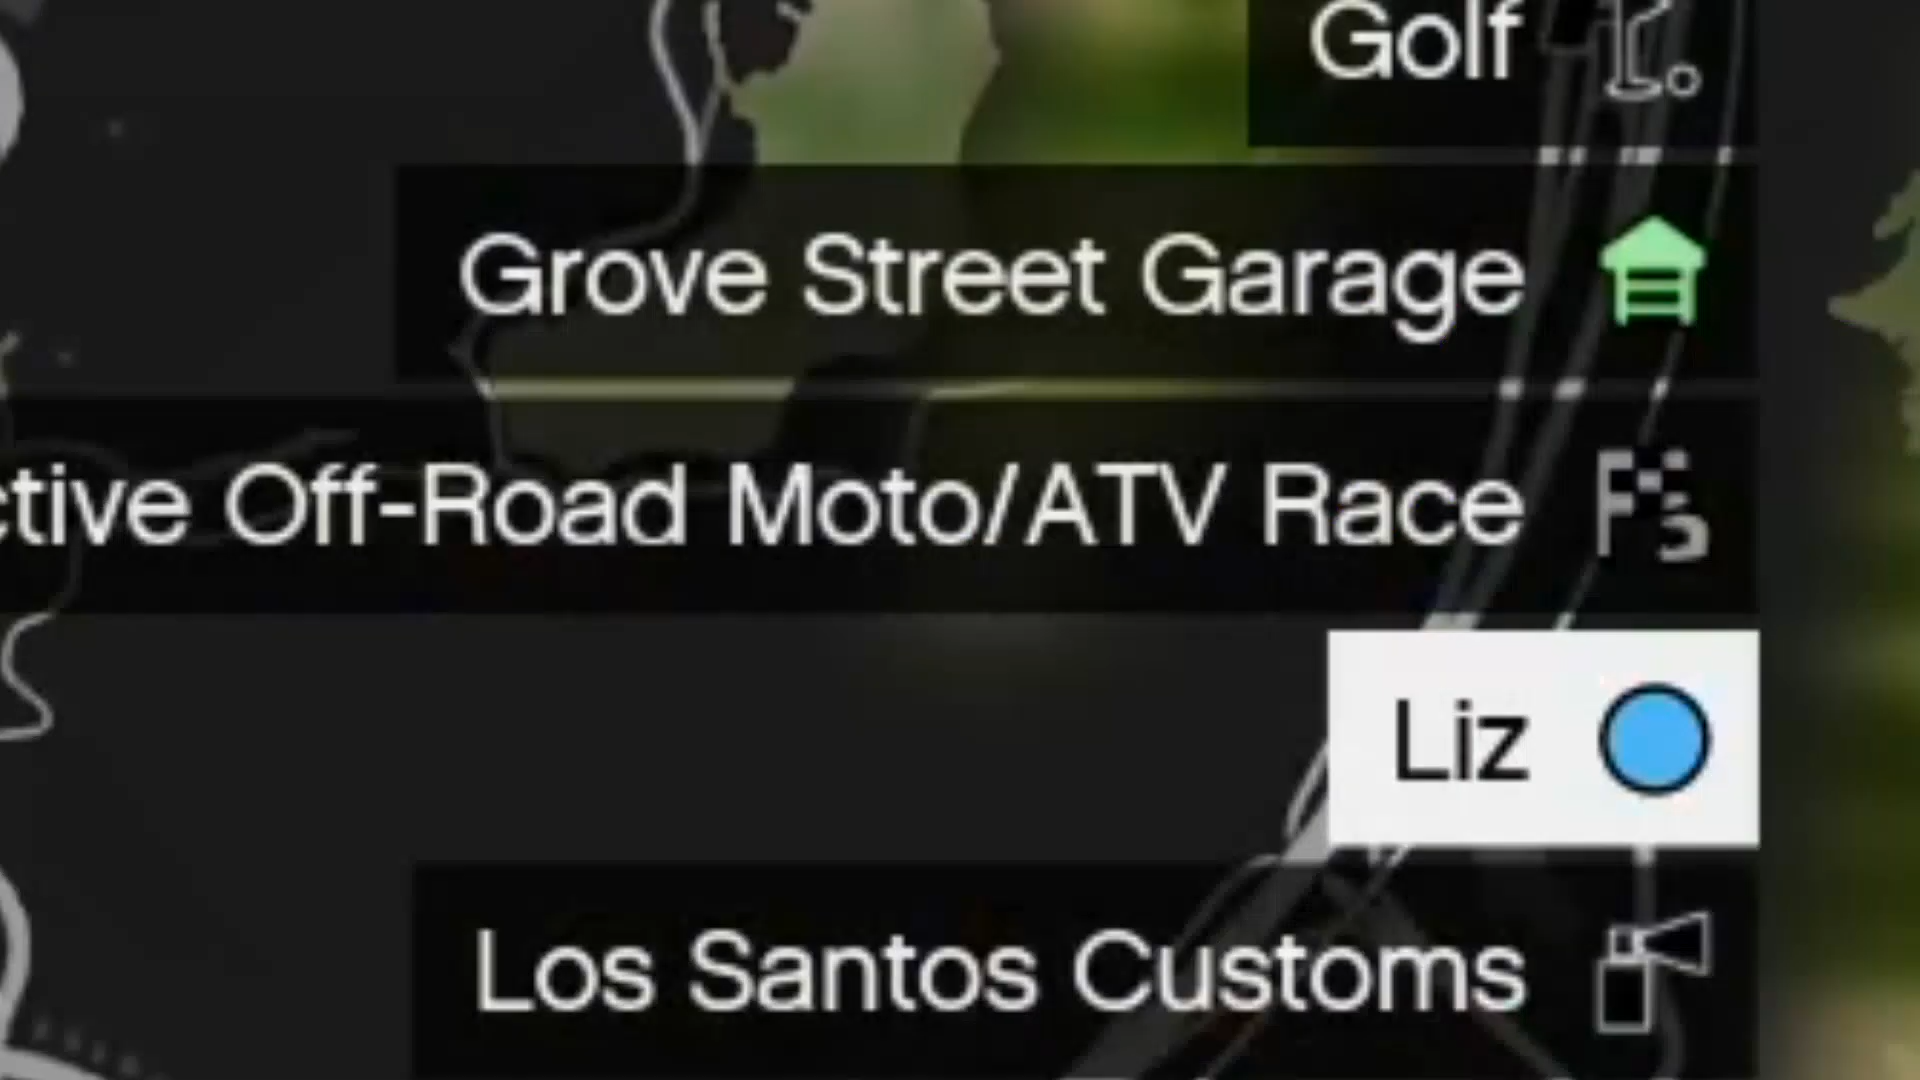 Golf
Grove Street Garage
ctive Off-Road Moto/ATV Race
Liz
Los Santos Customs